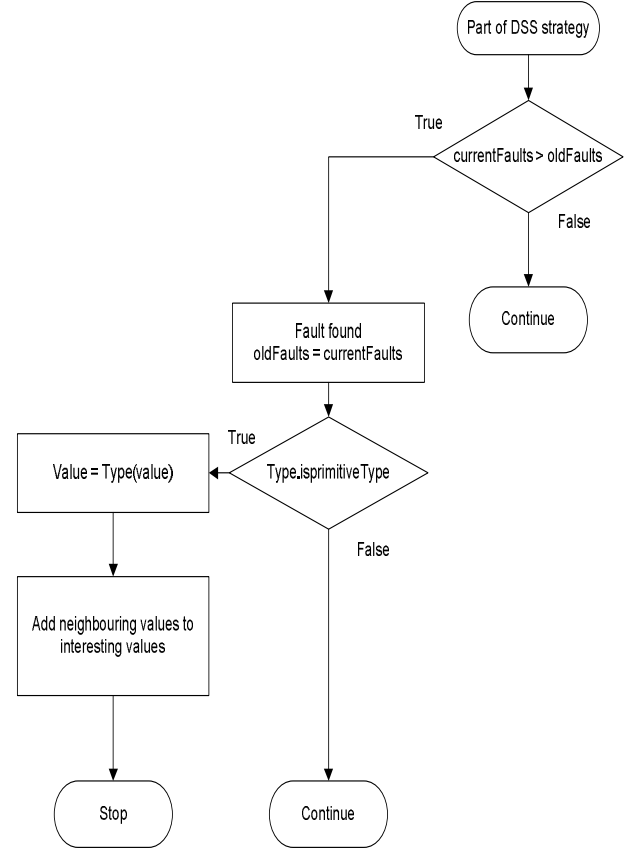 Part of DSS strategy
True
currentFaults > oldFaults
False
Continue
Fault found
oldFaults = currentFaults
True
Type.isprimitiveType
Value = Type(value)
False
Add neighbouring values to
interesting values
Stop
Continue